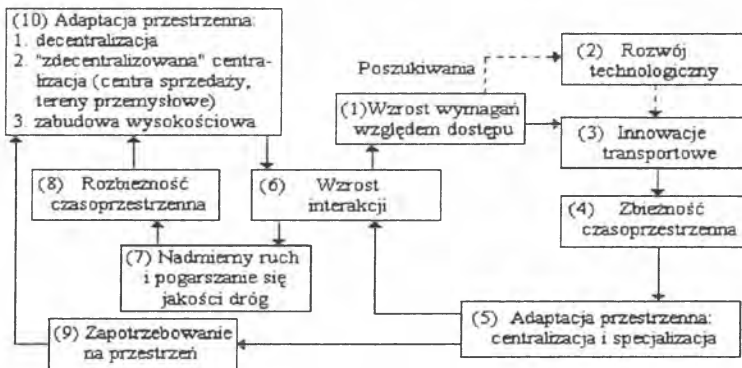 (10) Adaptacja przestrzenna:
1. decentralizacja
2. "zdecentralizowana" centra-
lizacja (centra sprzedaży,
tereny przemysłowe)
3. zabudowa wysokościowa
Poszukiwania
(2) Rozwój
technologiczny
(1)Wzrost wymagań
względem dostępu
(3) Innowacje
transportowe
(8) Rozbieżność
czasoprzestrzenna
(6) Wzrost
interakcji
(4) Zbieżność
czasoprzestrzenna
(7) Nadmierny ruch
i pogarszanie się
jakości dróg
(5) Adaptacja przestrzenna:
centralizacja i specjalizacja
(9) Zapotrzebowanie
na przestrzeń